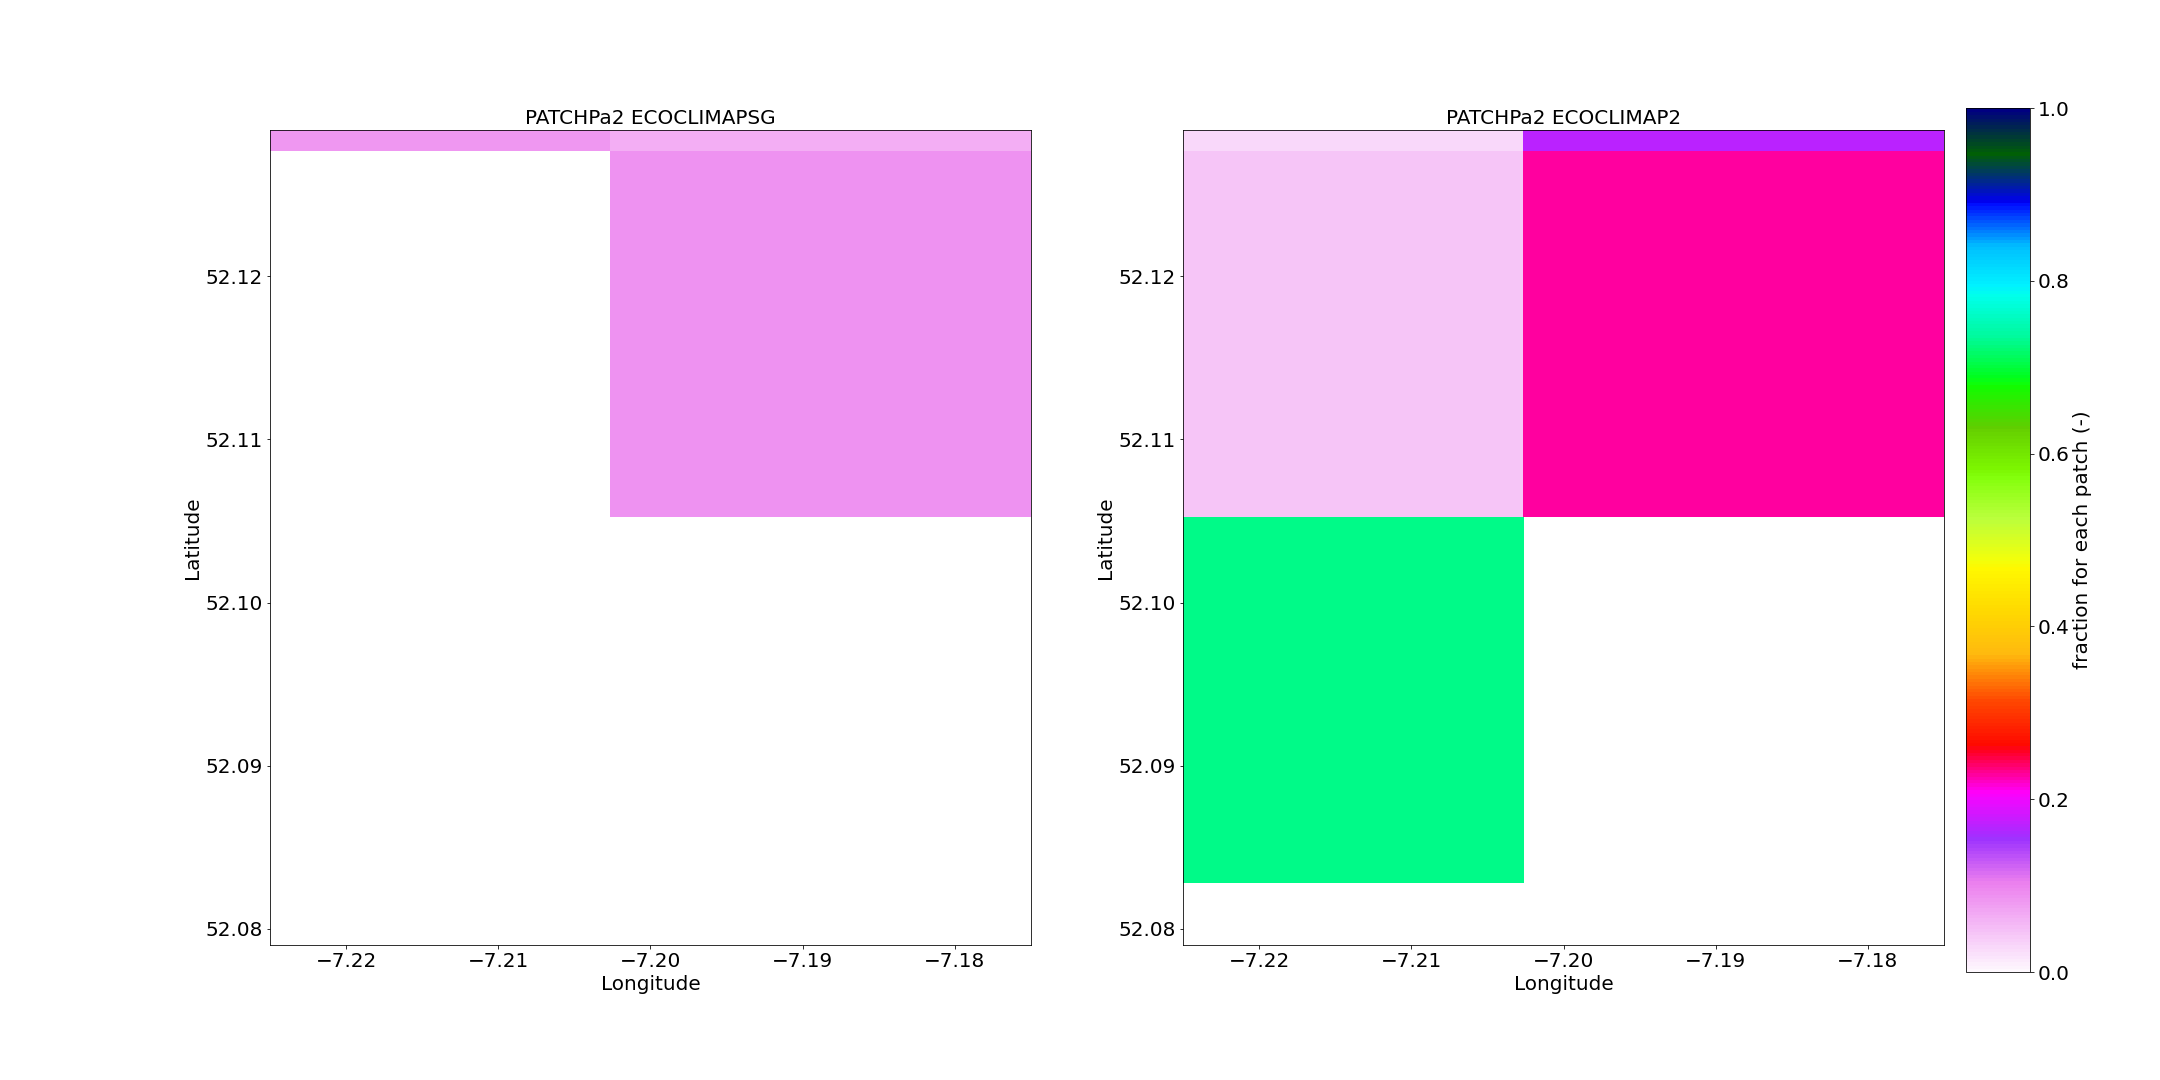 PATCHPa2 ECOCLIMAPSG
52.12
52.11
52.10
52.09
52.08
Latitude
−7.22 −7.21 −7.20 −7.19 −7.18
Longitude
PATCHPa2 ECOCLIMAP2
52.12
52.11
52.10
52.09
52.08
Latitude
−7.22 −7.21 −7.20 −7.19 −7.18
Longitude
1.0
0.8
0.6
0.4
0.2
0.0
fraction for each patch (-)